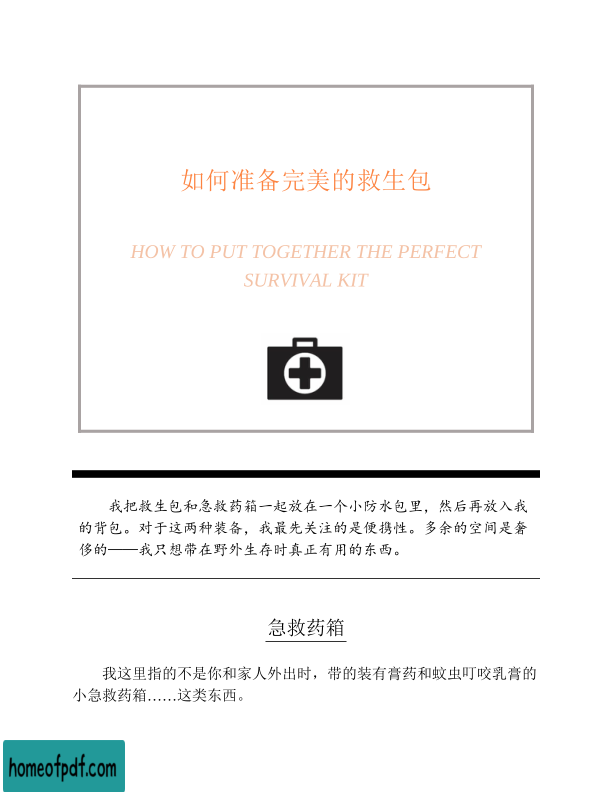 如何准备完美的救生包
HOW TO PUT TOGETHER THE PERFECT
SURVIVAL KIT
我把救生包和急救药箱一起放在一个小防水包里，然后再放入我
的背包。对于这两种装备，我最先关注的是便携性。多余的空间是奢
侈的——我只想带在野外生存时真正有用的东西。
急救药箱
我这里指的不是你和家人外出时，带的装有膏药和蚊虫叮咬乳膏的
小急救药箱……这类东西。
homeofpdf.com